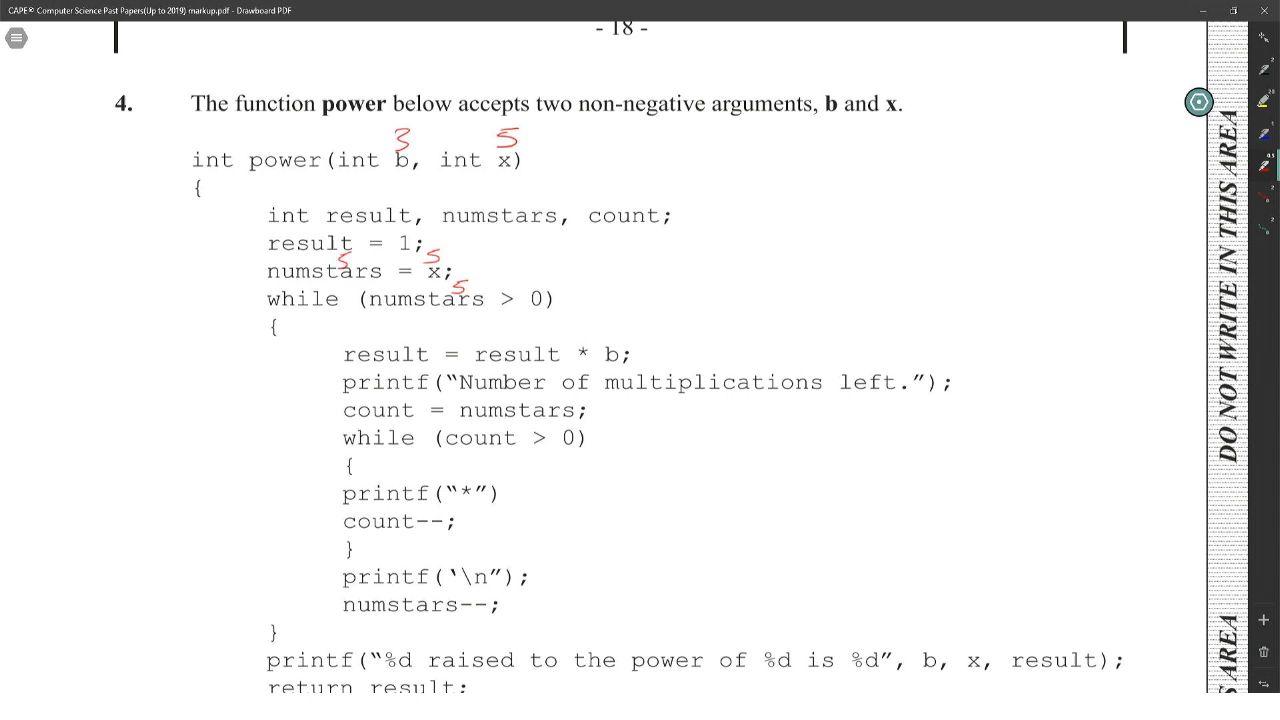 CAPE® Computer Science Past Papers(Up to 2019) markup.pdf - Drawboard PDF
- 18 -
4. The function power below accepts two non-negative arguments, b and x.
3 5
int power(int b, int x)
{
int result, numstars, count;
result = 1;
5 5
numstars = x;
5
while (numstars > 0)
{
result = result * b;
printf(“Number of multiplications left.”);
count = numstars;
while (count > 0)
{
printf(“*”)
count--;
}
printf(“\n” ;
numstars--;
}
printf(“%d raised to the power of %d is %d”, b, x, result);
return result;
DO NOT WRITE IN THIS AREA
S AREA